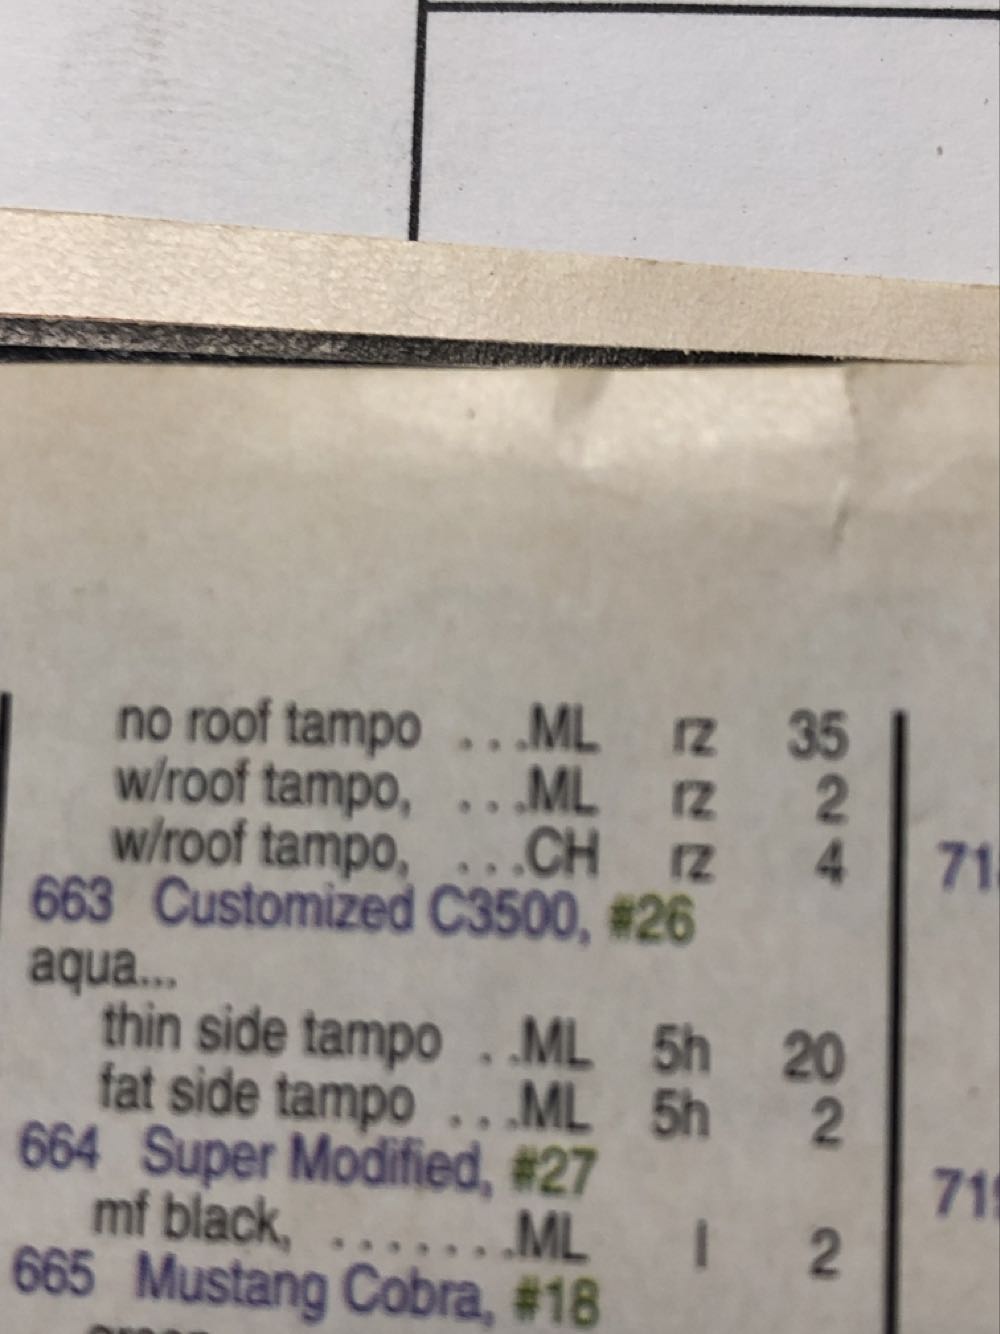 no roof tampo ...ML rz 35
w/roof tampo, ...ML rz 2
w/roof tampo, ...CH rz 4
663 Customized C3500, #26
aqua...
thin side tampo ..ML 5h 20
fat side tampo ...ML 5h 2
664 Super Modified, #27
mf black, .......ML l 2
665 Mustang Cobra, #18